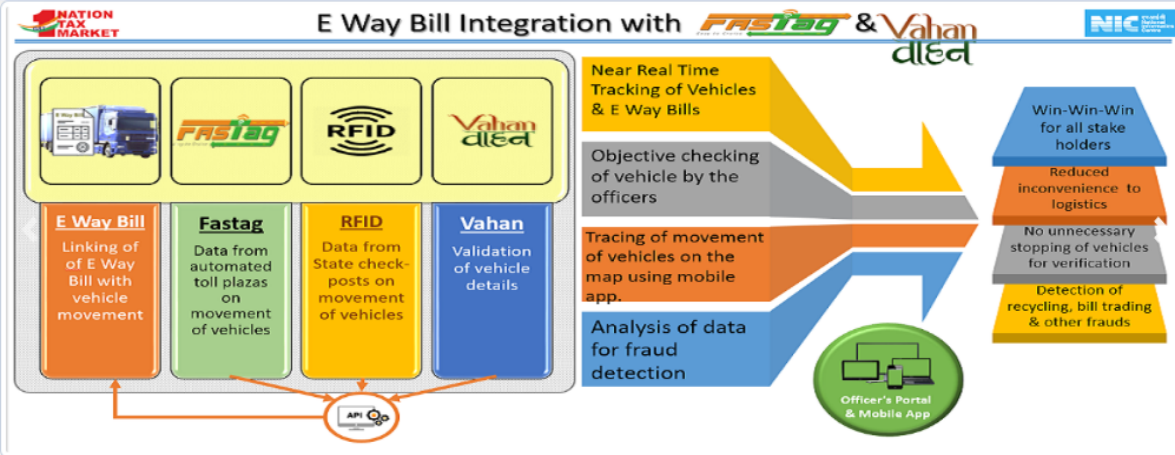 1 NATION
TAX
MARKET
E Way Bill Integration with FASTag & Vahan
वाहन
NIC
E Way Bill
FASTag
RFID
Vahan
वाहन
E Way Bill
Linking of
of E Way
Bill with
vehicle
movement
Fastag
Data from
automated
toll plazas
on
movement
of vehicles
RFID
Data from
State check-
posts on
movement
of vehicles
Vahan
Validation
of vehicle
details
API
Near Real Time
Tracking of Vehicles
& E Way Bills
Objective checking
of vehicle by the
officers
Tracing of movement
of vehicles on the
map using mobile
app.
Analysis of data
for fraud
detection
Officer's Portal
& Mobile App
Win-Win-Win
for all stake
holders
Reduced
inconvenience to
logistics
No unnecessary
stopping of vehicles
for verification
Detection of
recycling, bill trading
& other frauds